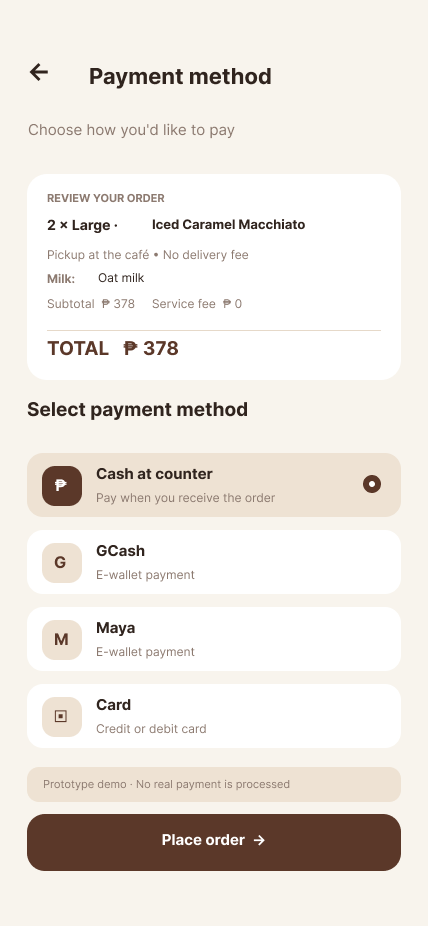 ← Payment method
Choose how you'd like to pay
REVIEW YOUR ORDER
2 × Large · Iced Caramel Macchiato
Pickup at the café • No delivery fee
Milk: Oat milk
Subtotal ₱ 378 Service fee ₱ 0
TOTAL ₱ 378
Select payment method
₱ Cash at counter
Pay when you receive the order
G GCash
E-wallet payment
M Maya
E-wallet payment
Card
Credit or debit card
Prototype demo · No real payment is processed
Place order →